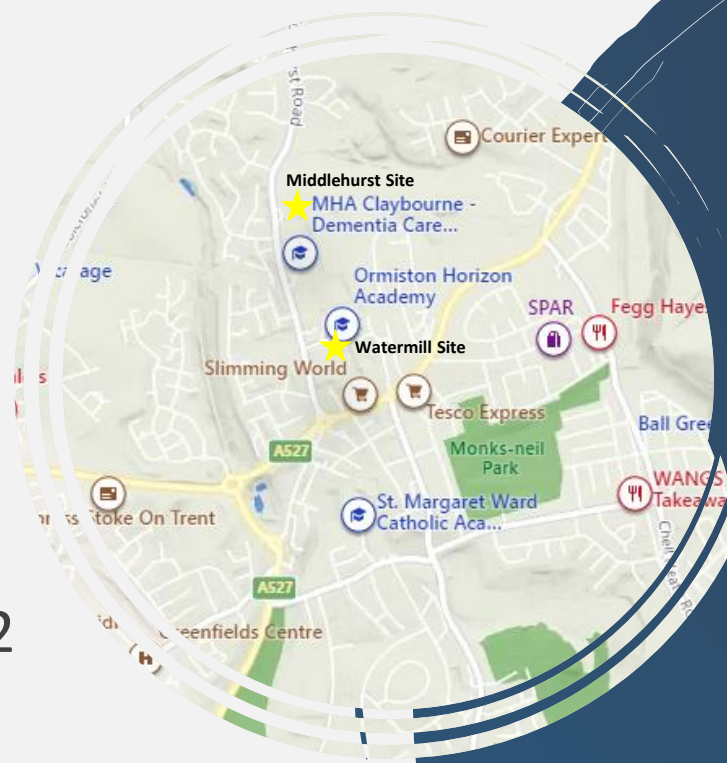 Courier Expert
Middlehurst Site
MHA Claybourne -
Dementia Care...
Ormiston Horizon
Academy
SPAR
Fegg Haye
Watermill Site
Slimming World
Tesco Express
A527
Monks-neil
Park
Ball Gree
WANGS
Takeawa
St. Margaret Ward
Catholic Aca...
Stoke On Trent
A527
Greenfields Centre
2